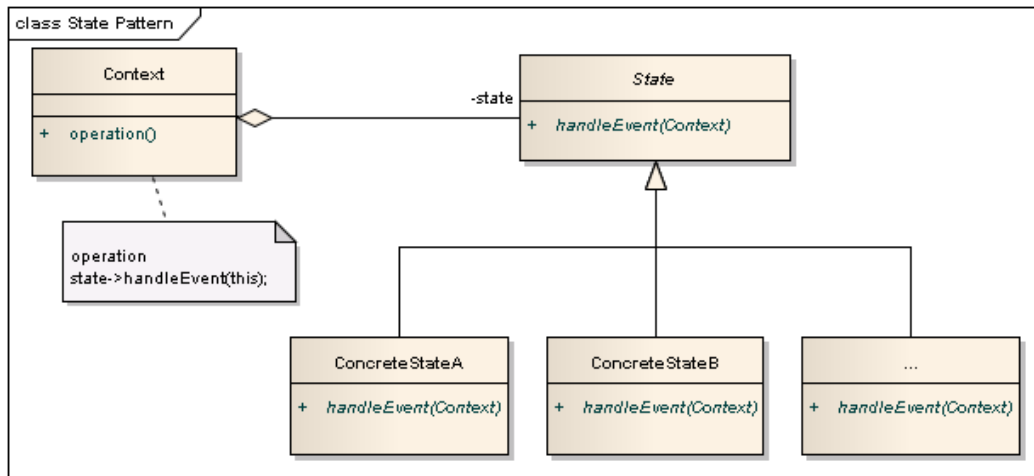 class State Pattern
Context
+ operation()
-state
State
+ handleEvent(Context)
operation
state->handleEvent(this);
ConcreteStateA
+ handleEvent(Context)
ConcreteStateB
+ handleEvent(Context)
...
+ handleEvent(Context)